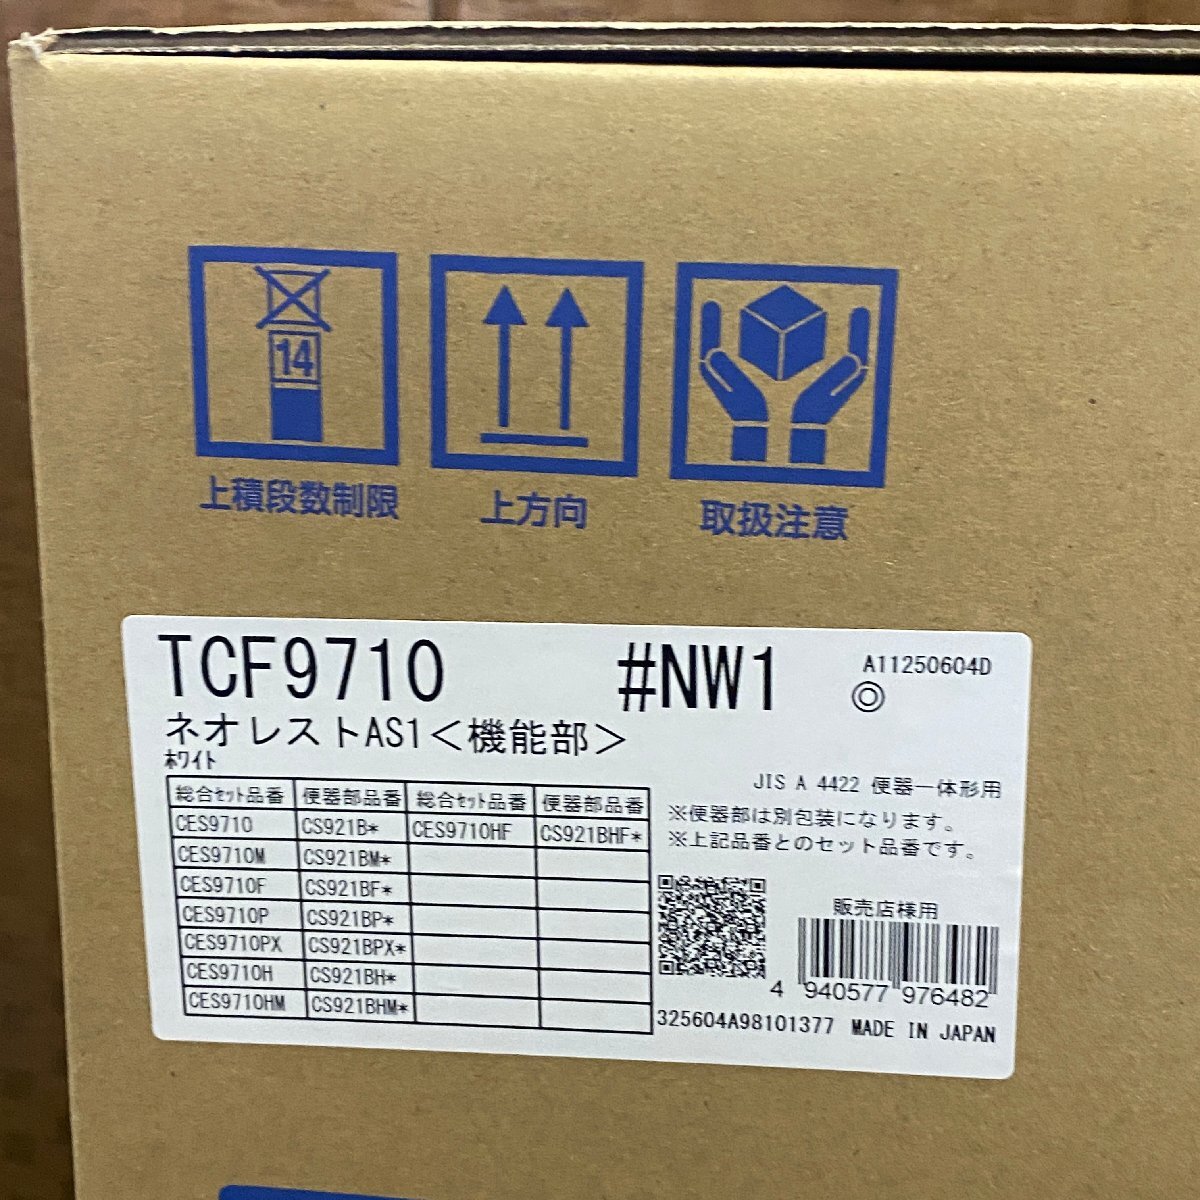 14
上積段数制限 上方向 取扱注意
TCF9710 #NW1 A11250604D
◎
ネオレストAS1＜機能部＞
ホワイト
JIS A 4422 便器一体形用
※便器部は別包装になります。
※上記品番とのセット品番です。
総合セット品番 便器部品番 総合セット品番 便器部品番
CES9710 CS921B* CES9710HF CS921BHF*
CES9710M CS921BM*
CES9710F CS921BF*
CES9710P CS921BP*
CES9710PX CS921BPX*
CES9710H CS921BH*
CES9710HM CS921BHM*
販売店様用
4 940577 976482
325604A98101377 MADE IN JAPAN